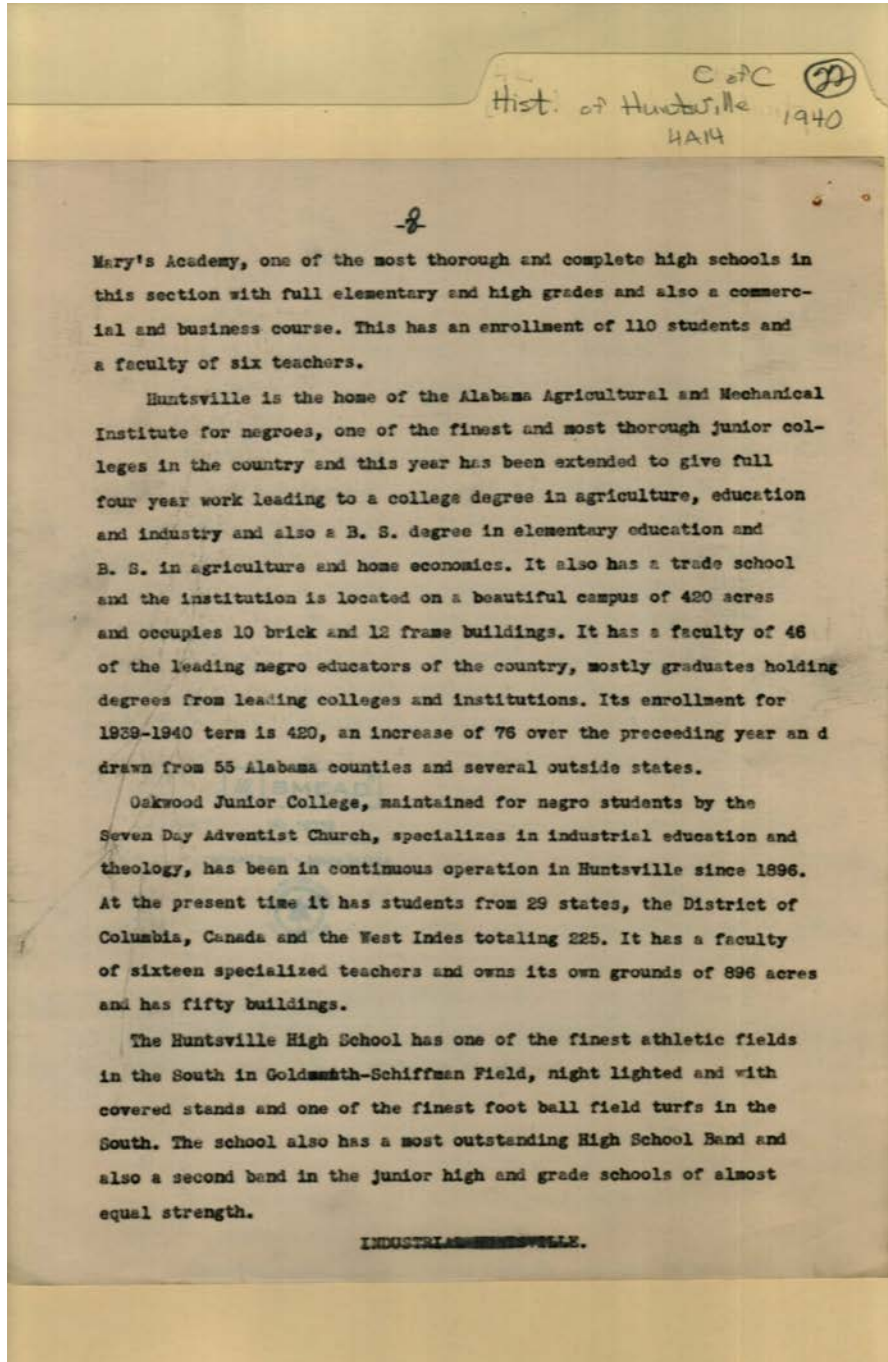 C of C 22
Hist. of Huntsville 1940
4A14
-8-
Mary's Academy, one of the most thorough and complete high schools in
this section with full elementary and high grades and also a commerc-
ial and business course. This has an enrollment of 110 students and
a faculty of six teachers.
Huntsville is the home of the Alabama Agricultural and Mechanical
Institute for negroes, one of the finest and most thorough junior col-
leges in the country and this year has been extended to give full
four year work leading to a college degree in agriculture, education
and industry and also a B. S. degree in elementary education and
B. S. in agriculture and home economics. It also has a trade school
and the institution is located on a beautiful campus of 420 acres
and occupies 10 brick and 12 frame buildings. It has a faculty of 46
of the leading negro educators of the country, mostly graduates holding
degrees from leading colleges and institutions. Its enrollment for
1939-1940 term is 420, an increase of 76 over the preceeding year an d
drawn from 55 Alabama counties and several outside states.
Oakwood Junior College, maintained for negro students by the
Seven Day Adventist Church, specializes in industrial education and
theology, has been in continuous operation in Huntsville since 1896.
At the present time it has students from 29 states, the District of
Columbia, Canada and the West Indes totaling 225. It has a faculty
of sixteen specialized teachers and owns its own grounds of 896 acres
and has fifty buildings.
The Huntsville High School has one of the finest athletic fields
in the South in Goldsmith-Schiffman Field, night lighted and with
covered stands and one of the finest foot ball field turfs in the
South. The school also has a most outstanding High School Band and
also a second band in the junior high and grade schools of almost
equal strength.
INDUSTRIAL HUNTSVILLE.